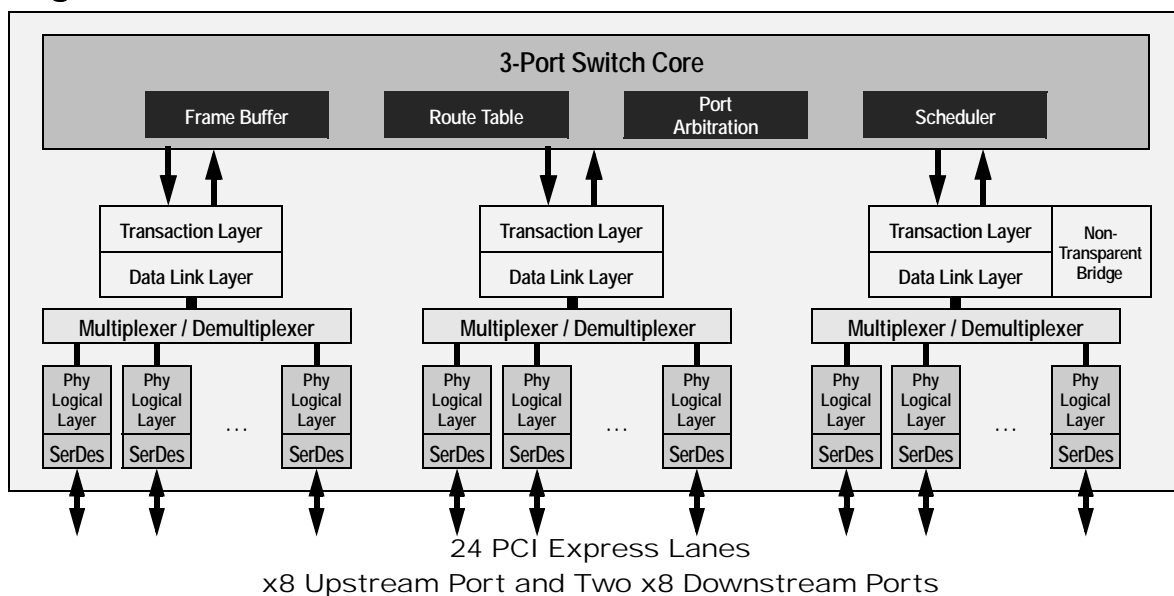 3-Port Switch Core
Frame Buffer
Route Table
Port
Arbitration
Scheduler
Transaction Layer
Data Link Layer
Transaction Layer
Data Link Layer
Transaction Layer
Data Link Layer
Non-
Transparent
Bridge
Multiplexer / Demultiplexer
Multiplexer / Demultiplexer
Multiplexer / Demultiplexer
Phy
Logical
Layer
SerDes
Phy
Logical
Layer
SerDes
...
Phy
Logical
Layer
SerDes
Phy
Logical
Layer
SerDes
Phy
Logical
Layer
SerDes
...
Phy
Logical
Layer
SerDes
Phy
Logical
Layer
SerDes
Phy
Logical
Layer
SerDes
...
Phy
Logical
Layer
SerDes
24 PCI Express Lanes
x8 Upstream Port and Two x8 Downstream Ports